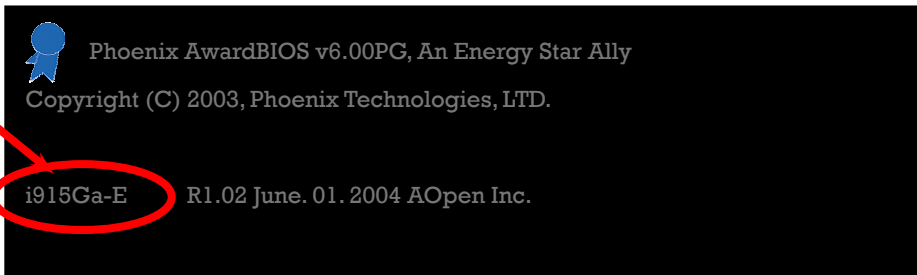 Phoenix AwardBIOS v6.00PG, An Energy Star Ally
Copyright (C) 2003, Phoenix Technologies, LTD.
i915Ga-E R1.02 June. 01. 2004 AOpen Inc.